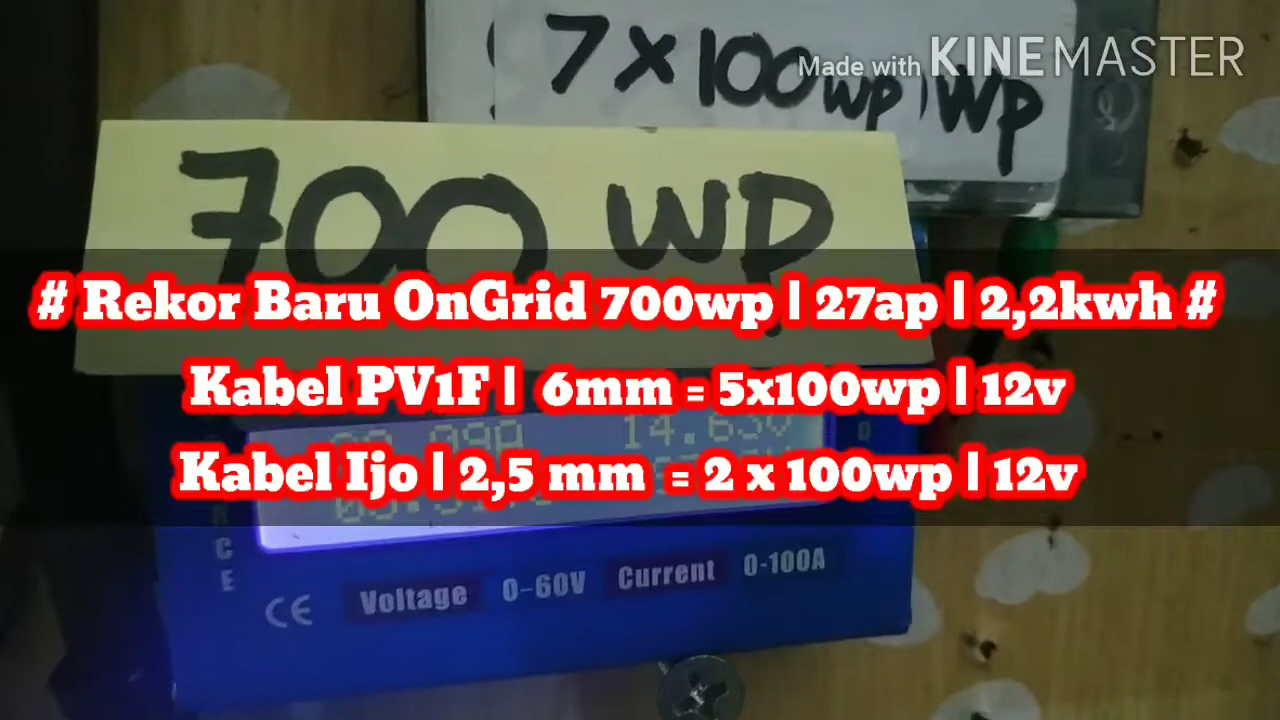 7x100wp
Wp
Made with KINEMASTER
700 WP
# Rekor Baru OnGrid 700wp | 27ap | 2,2kwh #
Kabel PV1F | 6mm = 5x100wp | 12v
14.63V
Kabel Ijo | 2,5 mm = 2 x 100wp | 12v
C
E
CE Voltage 0-60V Current 0-100A